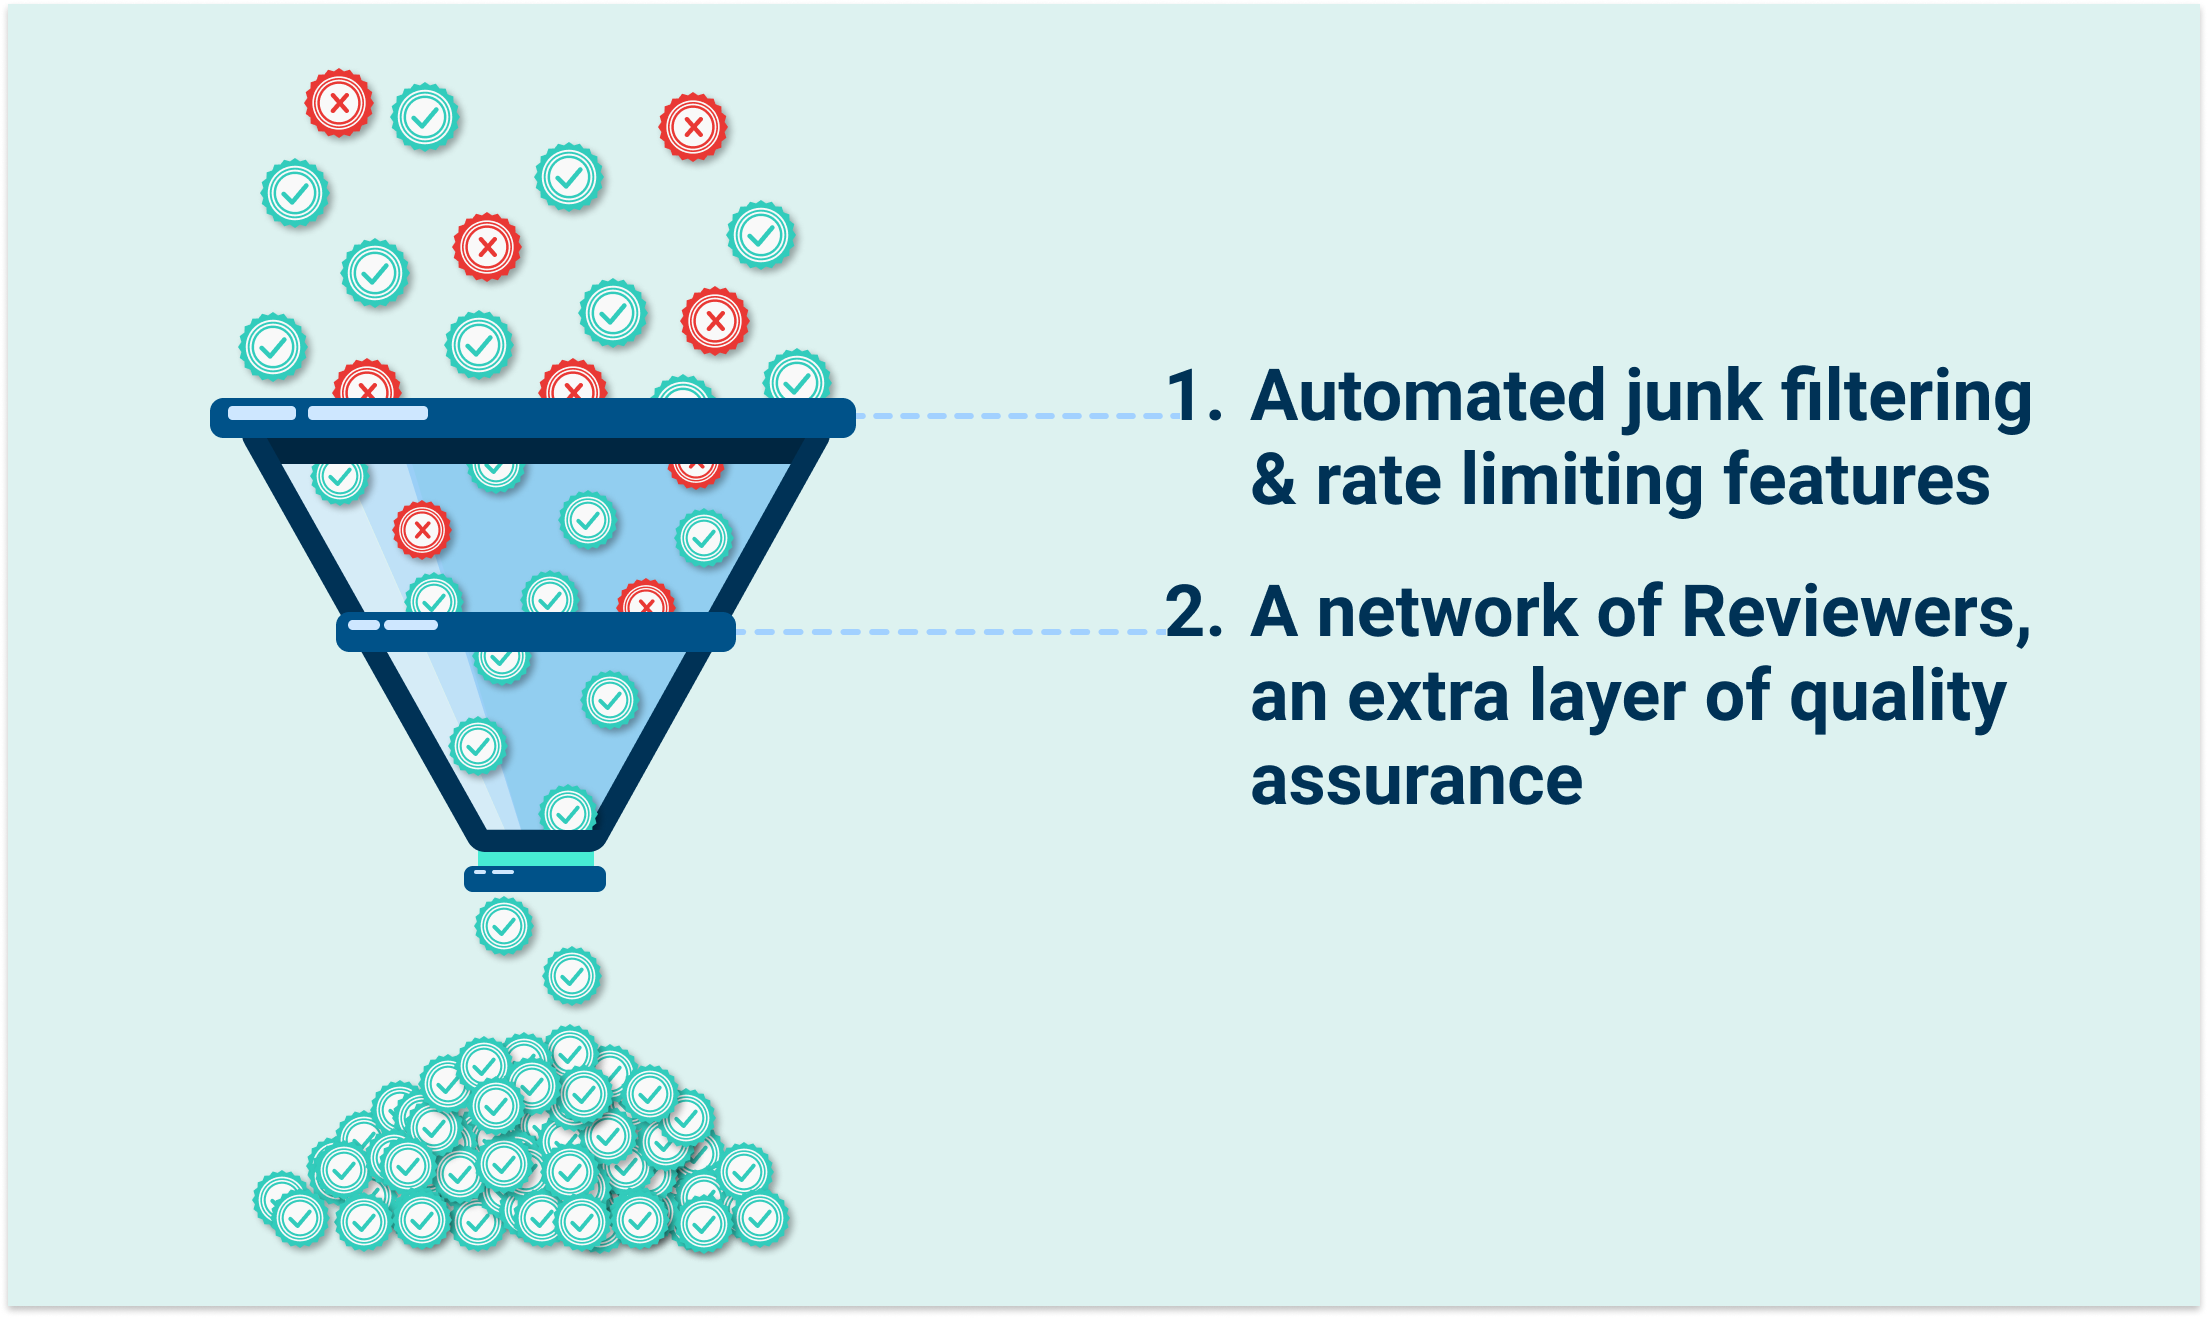 1. Automated junk filtering
& rate limiting features
2. A network of Reviewers,
an extra layer of quality
assurance